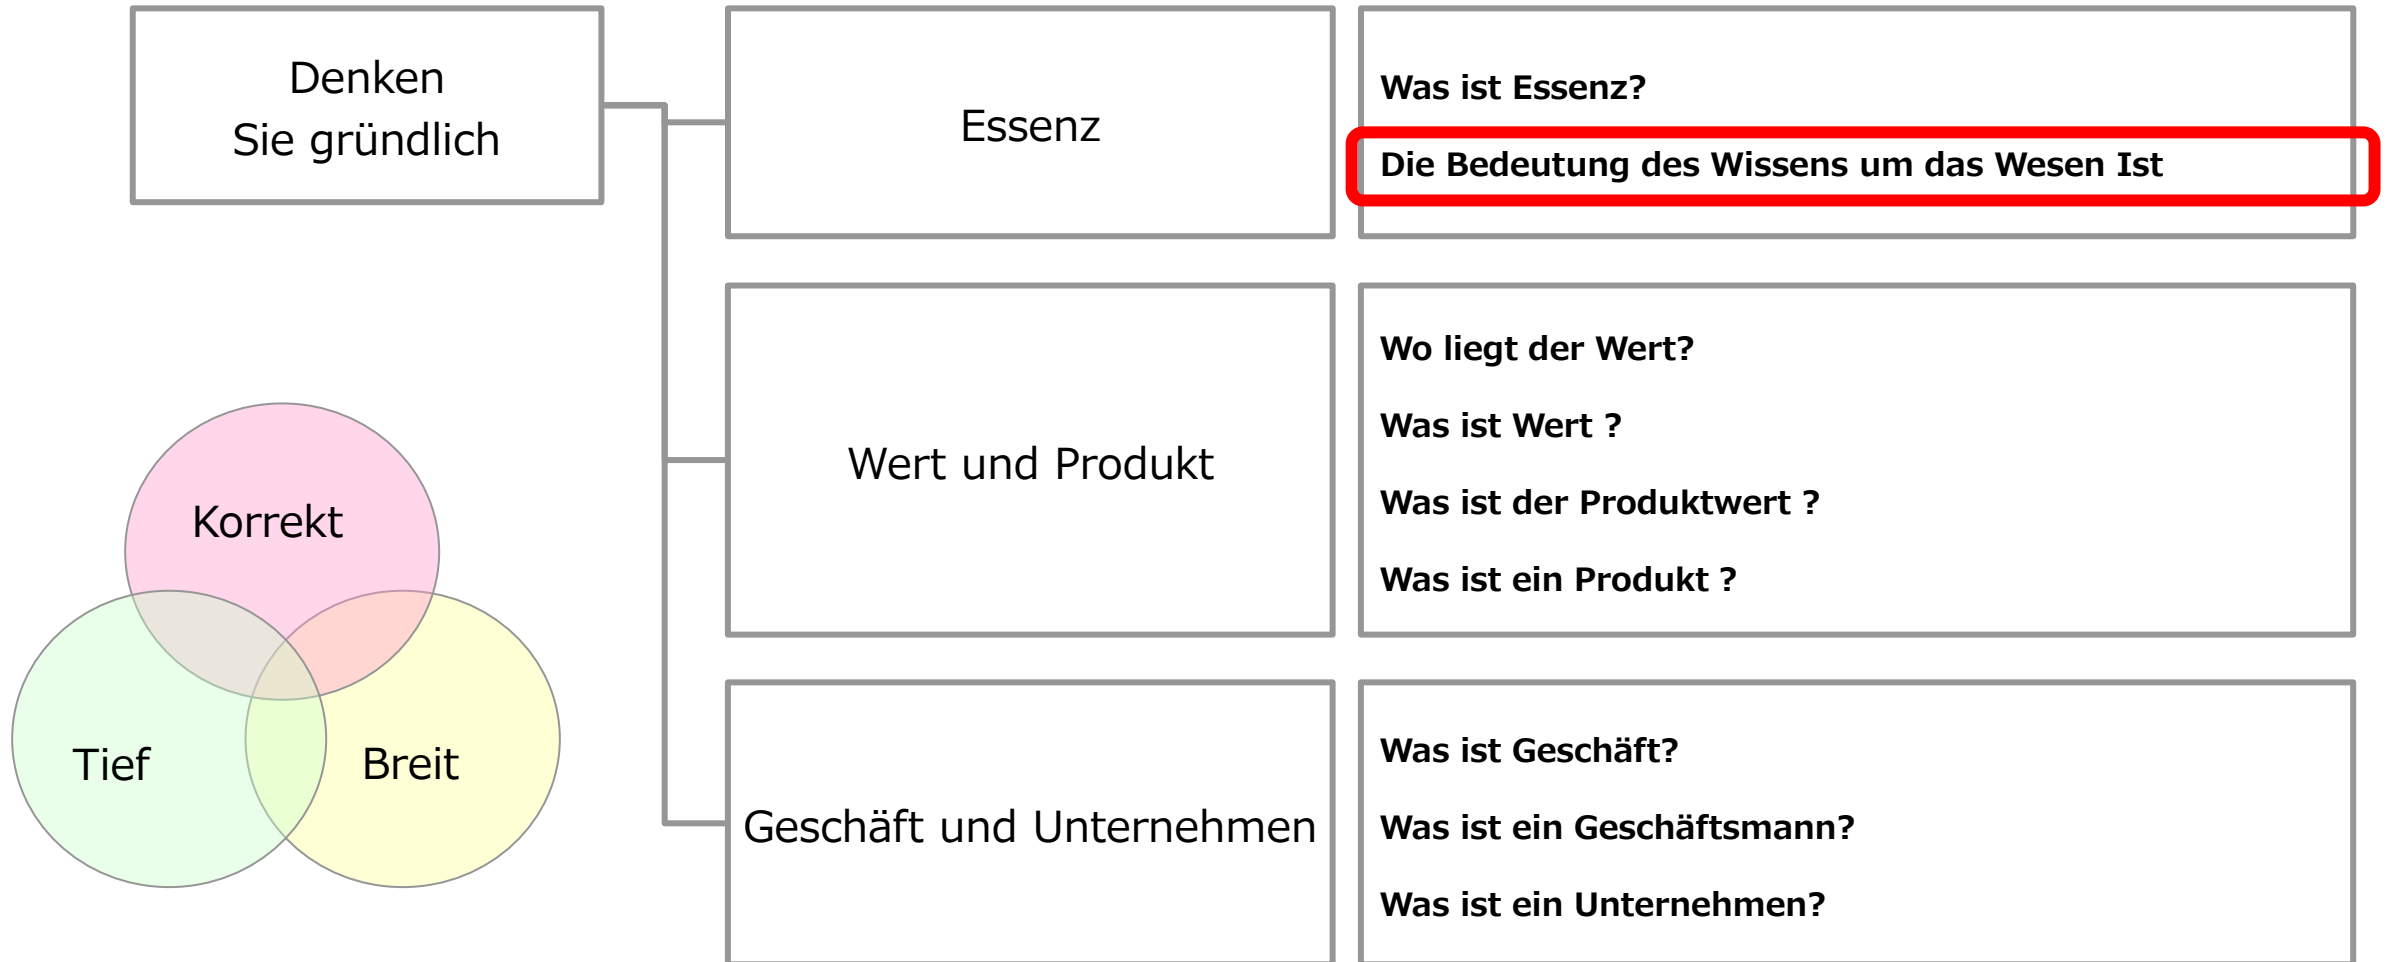 Denken
Sie gründlich
Essenz
Was ist Essenz?
Die Bedeutung des Wissens um das Wesen Ist
Wert und Produkt
Wo liegt der Wert?
Was ist Wert ?
Was ist der Produktwert ?
Was ist ein Produkt ?
Geschäft und Unternehmen
Was ist Geschäft?
Was ist ein Geschäftsmann?
Was ist ein Unternehmen?
Korrekt
Tief
Breit